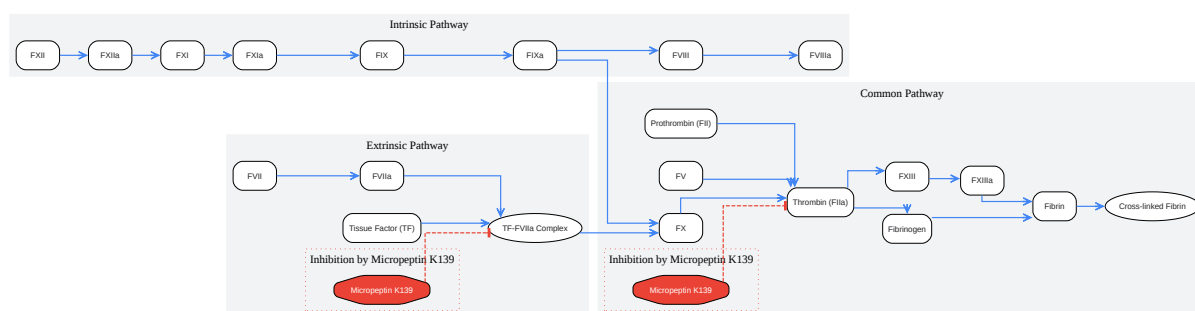 Intrinsic Pathway
FXII
FXIIa
FXI
FXIa
FIX
FIXa
FVIII
FVIIIa
Common Pathway
Prothrombin (FII)
Extrinsic Pathway
FVII
FVIIa
FV
FXIII
FXIIIa
Thrombin (FIIa)
Fibrin
Cross-linked Fibrin
Tissue Factor (TF)
TF-FVIIa Complex
FX
Fibrinogen
Inhibition by Micropeptin K139
Micropeptin K139
Inhibition by Micropeptin K139
Micropeptin K139